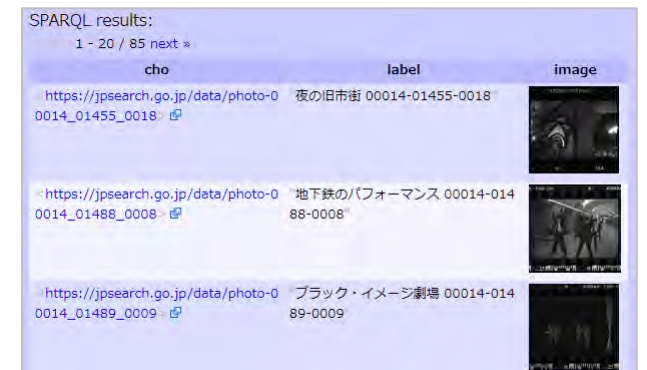 SPARQL results:
1 - 20 / 85 next »
cho label image
<https://jpsearch.go.jp/data/photo-0 "夜の旧市街 00014-01455-0018"
0014_01455_0018>
<https://jpsearch.go.jp/data/photo-0 "地下鉄のパフォーマンス 00014-014
0014_01488_0008> 88-0008"
<https://jpsearch.go.jp/data/photo-0 "ブラック・イメージ劇場 00014-014
0014_01489_0009> 89-0009"